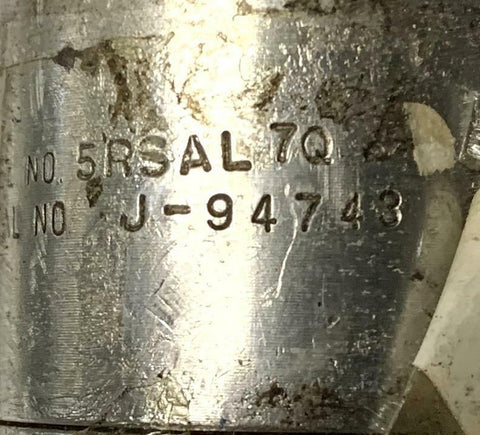 NO. 5RSAL 7Q
L NO J-94743